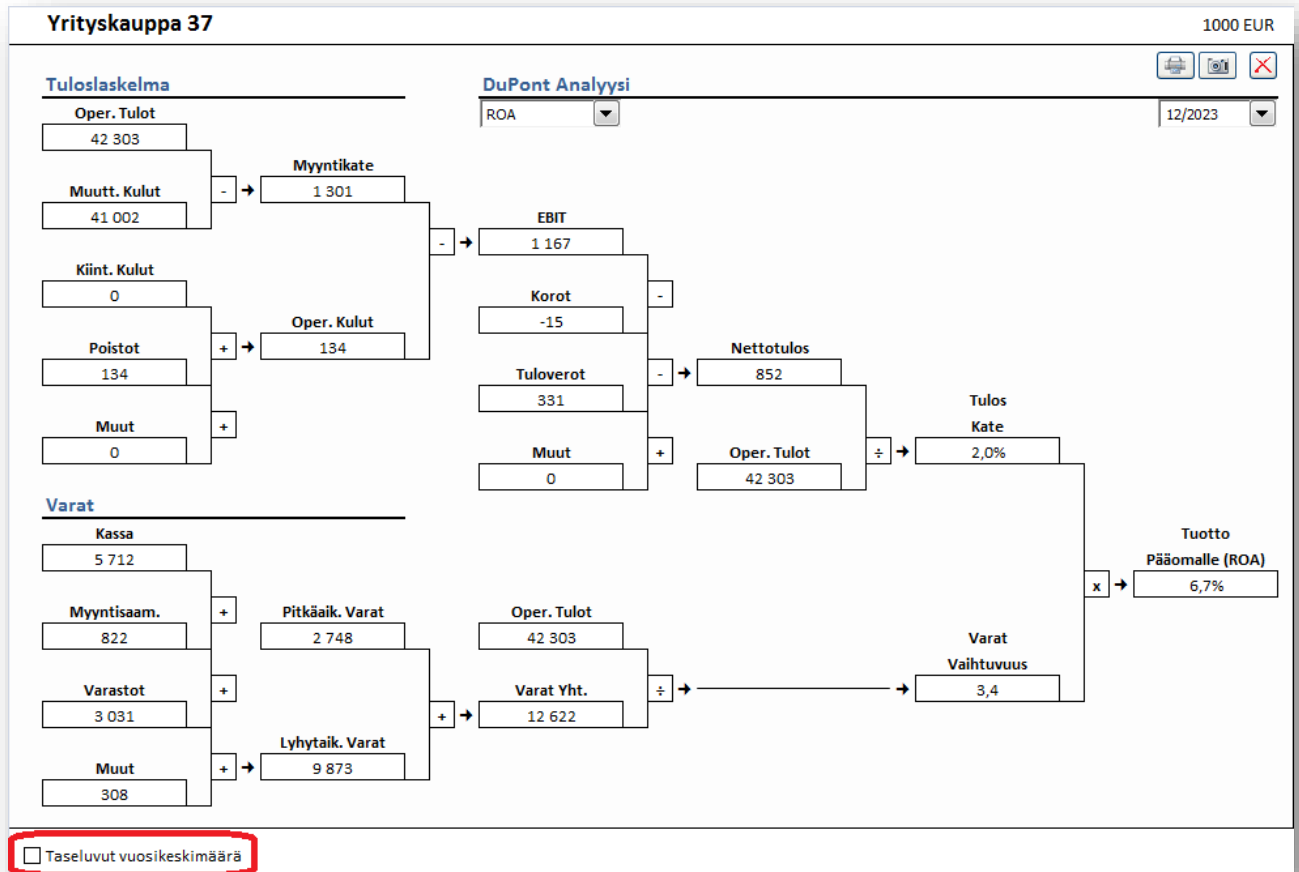 Yrityskauppa 37
1000 EUR
Tuloslaskelma
DuPont Analyysi
ROA
12/2023
Oper. Tulot
42 303
Muutt. Kulut
41 002
-
Myyntikate
1 301
Kiint. Kulut
0
Poistot
134
+
Oper. Kulut
134
Muut
0
+
-
EBIT
1 167
Korot
-15
-
Tuloverot
331
-
Muut
0
+
Nettotulos
852
Oper. Tulot
42 303
÷
Tulos
Kate
2,0%
Varat
Kassa
5 712
+
Myyntisaam.
822
+
Varastot
3 031
Muut
308
+
Pitkäaik. Varat
2 748
Lyhytaik. Varat
9 873
+
Oper. Tulot
42 303
Varat Yht.
12 622
÷
Varat
Vaihtuvuus
3,4
x
Tuotto
Pääomalle (ROA)
6,7%
Taseluvut vuosikeskimäärä